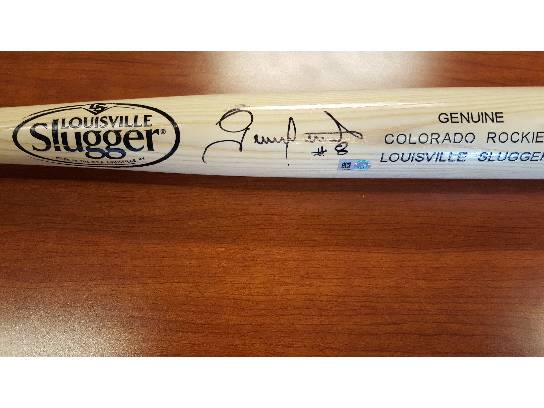 LOUISVILLE
Slugger®
#8
GENUINE
COLORADO ROCKIE
LOUISVILLE SLUGGER